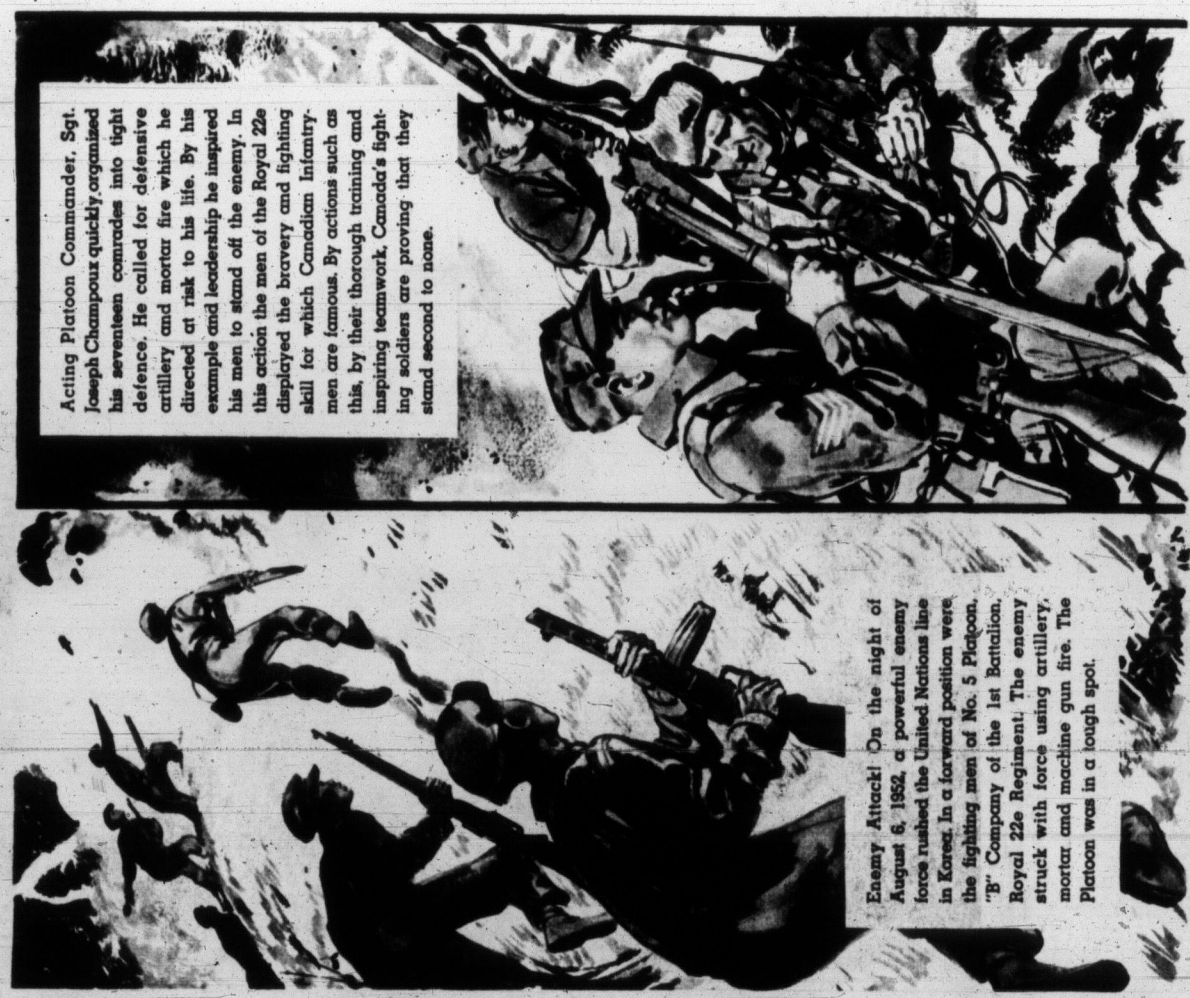 Enemy Attack! On the night of
August 6, 1952, a powerful enemy
force rushed the United Nations line
in Korea. In a forward position were
the fighting men of No. 5 Platoon,
"B" Company of the 1st Battalion,
Royal 22e Regiment. The enemy
struck with force using artillery,
mortar and machine gun fire. The
Platoon was in a tough spot.
Acting Platoon Commander, Sgt.
Joseph Champoux quickly organized
his seventeen comrades into tight
defence. He called for defensive
artillery and mortar fire which he
directed at risk to his life. By his
example and leadership he inspired
his men to stand off the enemy. In
this action the men of the Royal 22e
displayed the bravery and fighting
skill for which Canadian Infantry-
men are famous. By actions such as
this, by their thorough training and
inspiring teamwork, Canada's fight-
ing soldiers are proving that they
stand second to none.